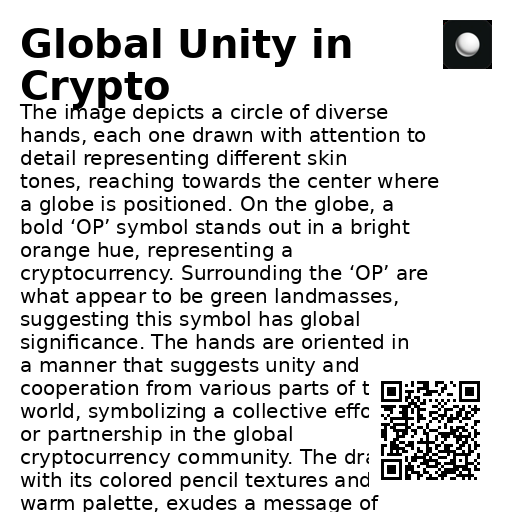 Global Unity in
Crypto
The image depicts a circle of diverse
hands, each one drawn with attention to
detail representing different skin
tones, reaching towards the center where
a globe is positioned. On the globe, a
bold ‘OP’ symbol stands out in a bright
orange hue, representing a
cryptocurrency. Surrounding the ‘OP’ are
what appear to be green landmasses,
suggesting this symbol has global
significance. The hands are oriented in
a manner that suggests unity and
cooperation from various parts of t
world, symbolizing a collective effo
or partnership in the global
cryptocurrency community. The dra
with its colored pencil textures and
warm palette, exudes a message of